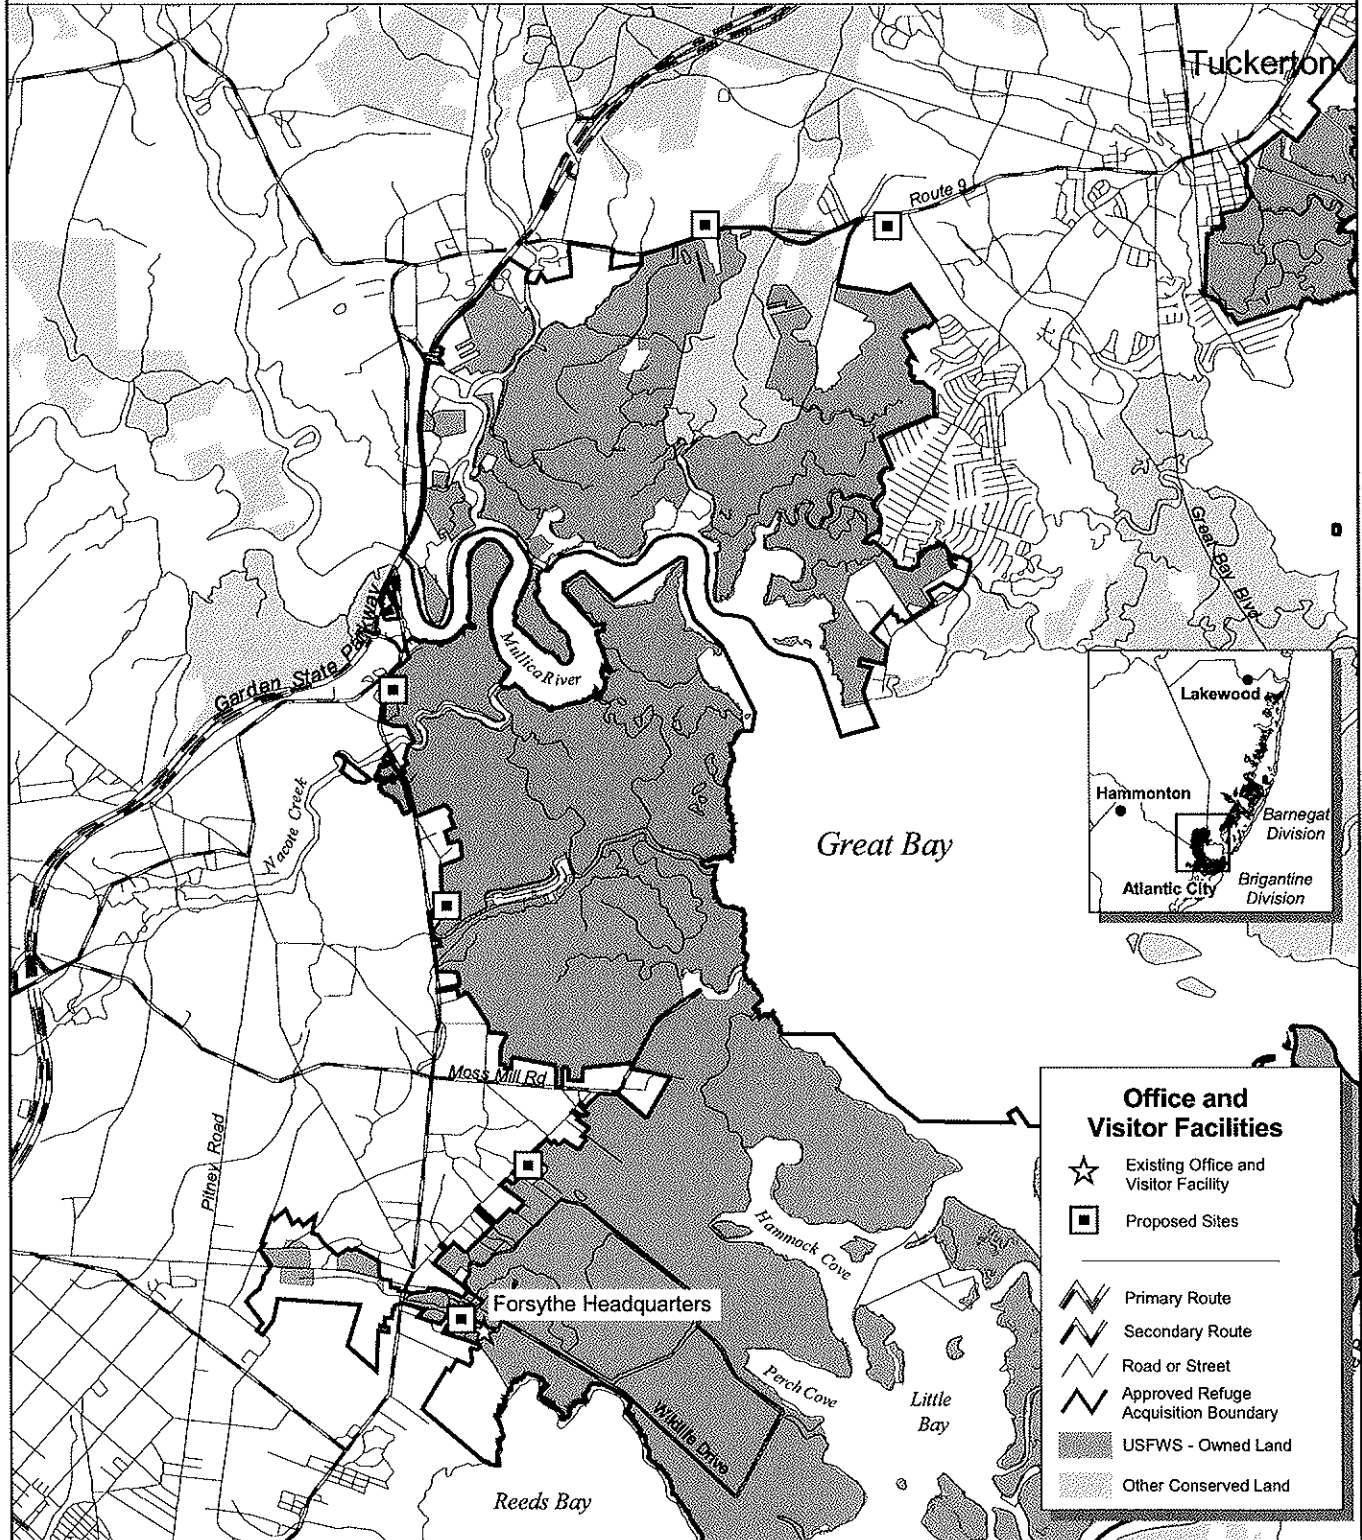 Tuckerton
Route 9
Great Bay Blvd
Garden State Parkway
Mullica River
Nacote Creek
Great Bay
Lakewood
Hammonton
Barnegat
Division
Atlantic City
Brigantine
Division
Moss Mill Rd
Pitney Road
Hammock Cove
Forsythe Headquarters
Perch Cove
Little
Bay
Wildlife Drive
Reeds Bay
Office and
Visitor Facilities
Existing Office and
Visitor Facility
Proposed Sites
Primary Route
Secondary Route
Road or Street
Approved Refuge
Acquisition Boundary
USFWS - Owned Land
Other Conserved Land